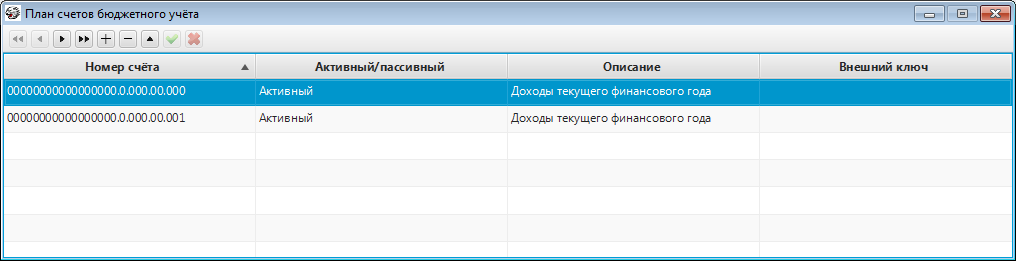 План счетов бюджетного учёта
Номер счёта Активный/пассивный Описание Внешний ключ
00000000000000000.0.000.00.000 Активный Доходы текущего финансового года
00000000000000000.0.000.00.001 Активный Доходы текущего финансового года